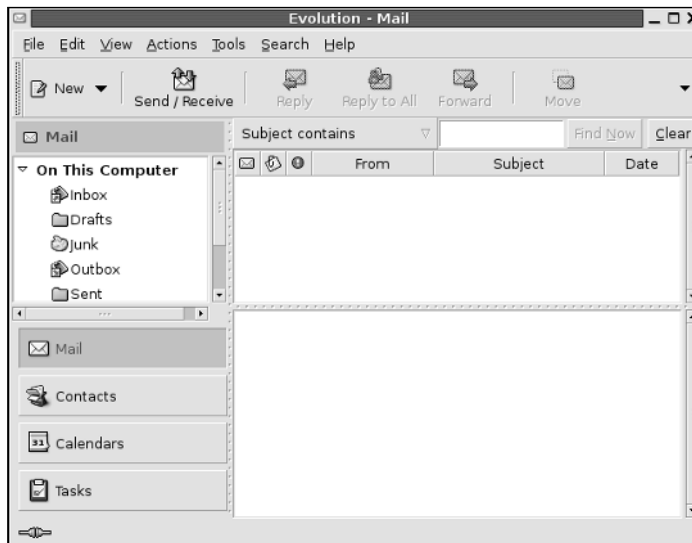 Evolution - Mail
File Edit View Actions Tools Search Help
New Send / Receive Reply Reply to All Forward Move
Mail Subject contains Find Now Clear
On This Computer From Subject Date
Inbox
Drafts
Junk
Outbox
Sent
Mail
Contacts
31 Calendars
Tasks